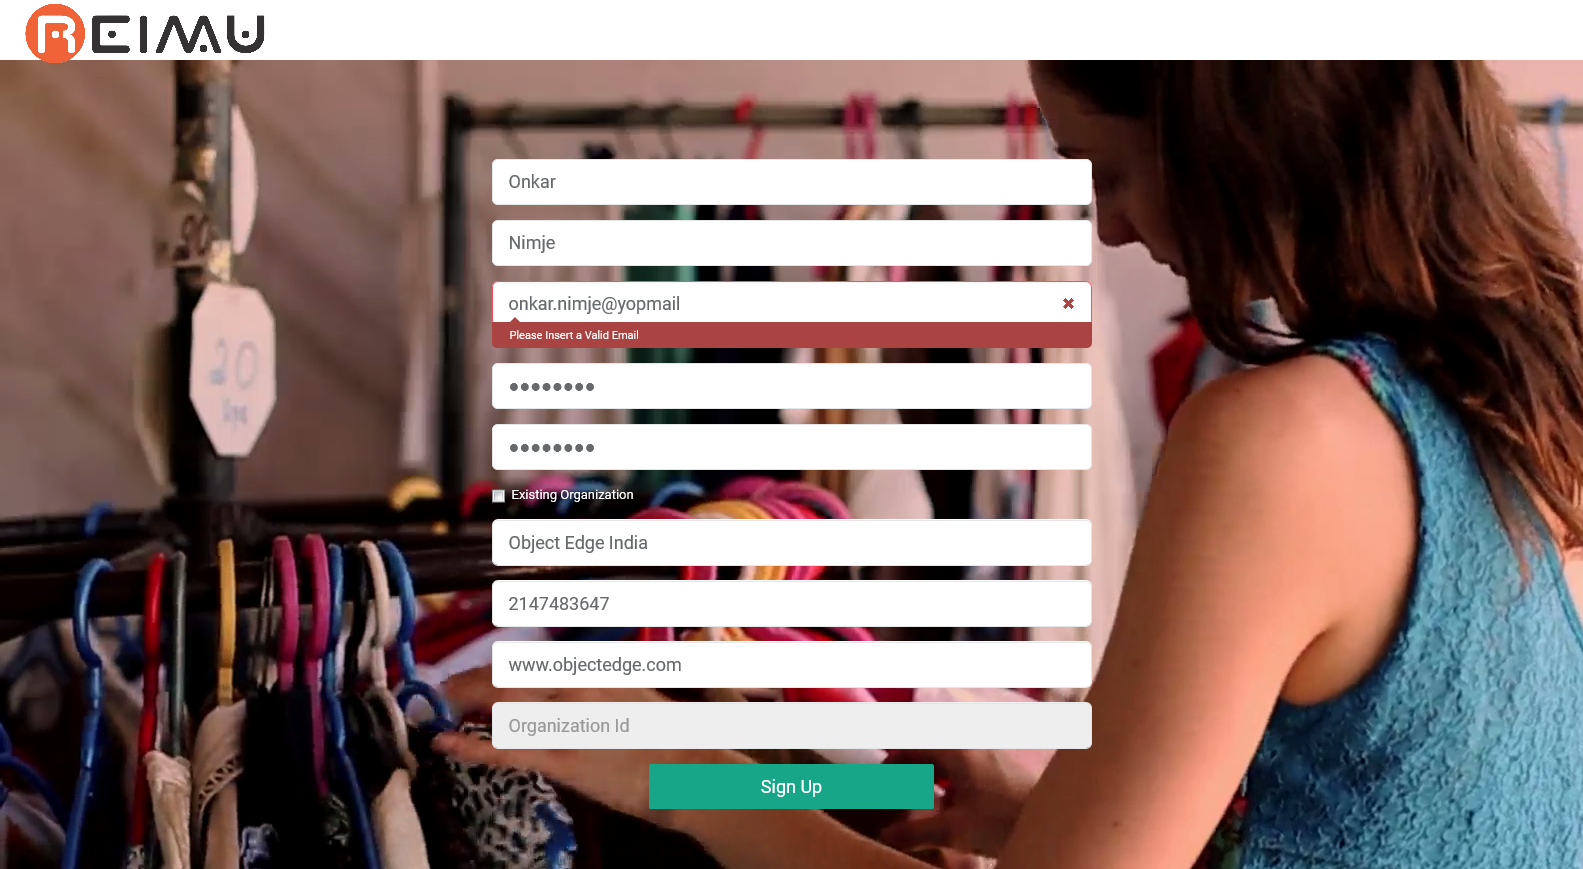 REIMU
Onkar
Nimje
onkar.nimje@yopmail
Please Insert a Valid Email
●●●●●●●●
●●●●●●●●
Existing Organization
Object Edge India
2147483647
www.objectedge.com
Organization Id
Sign Up
20